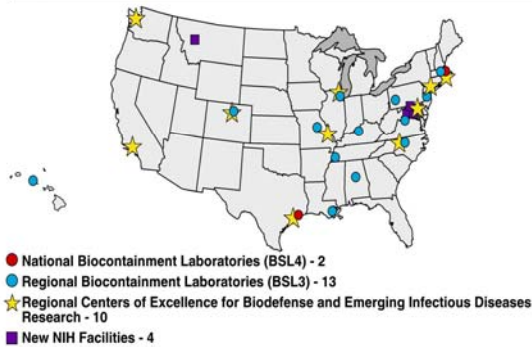 National Biocontainment Laboratories (BSL4) - 2
Regional Biocontainment Laboratories (BSL3) - 13
Regional Centers of Excellence for Biodefense and Emerging Infectious Diseases
Research - 10
New NIH Facilities - 4